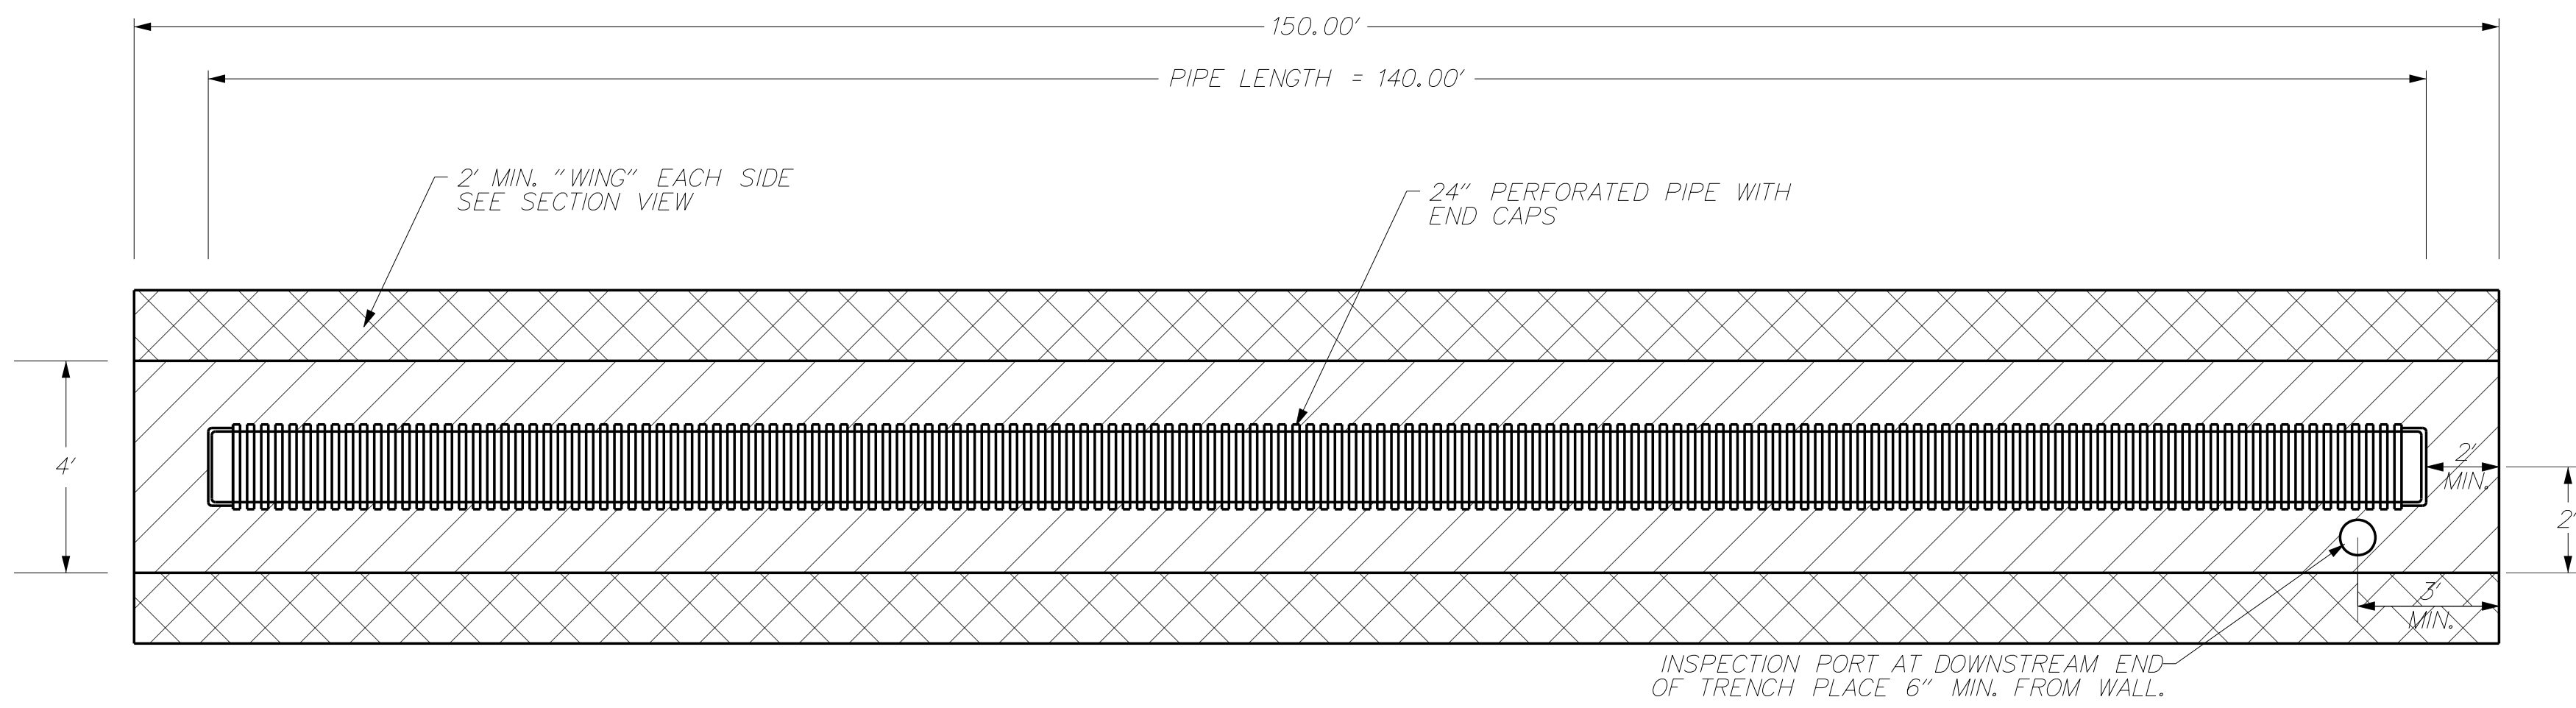 150.00'
PIPE LENGTH = 140.00'
2' MIN. "WING" EACH SIDE
SEE SECTION VIEW
24" PERFORATED PIPE WITH
END CAPS
4'
2'
MIN.
2'
3'
MIN.
INSPECTION PORT AT DOWNSTREAM END
OF TRENCH PLACE 6" MIN. FROM WALL.